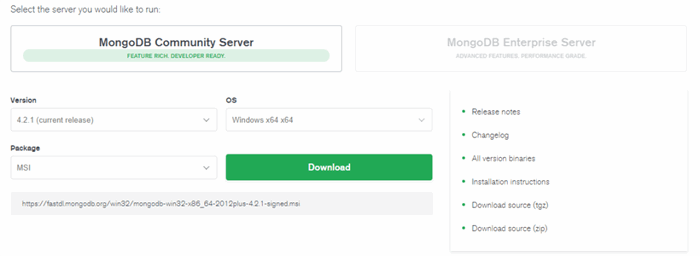 Select the server you would like to run:
MongoDB Community Server
FEATURE RICH. DEVELOPER READY.
MongoDB Enterprise Server
ADVANCED FEATURES. PERFORMANCE GRADE.
Version
4.2.1 (current release)
OS
Windows x64 x64
Package
MSI
Download
https://fastdl.mongodb.org/win32/mongodb-win32-x86_64-2012plus-4.2.1-signed.msi
Release notes
Changelog
All version binaries
Installation instructions
Download source (tgz)
Download source (zip)